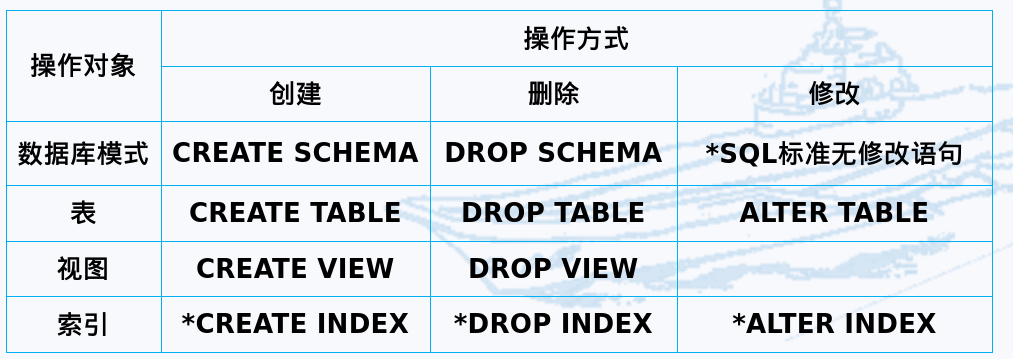 操作对象
操作方式
创建
删除
修改
数据库模式
CREATE SCHEMA
DROP SCHEMA
*SQL标准无修改语句
表
CREATE TABLE
DROP TABLE
ALTER TABLE
视图
CREATE VIEW
DROP VIEW
索引
*CREATE INDEX
*DROP INDEX
*ALTER INDEX